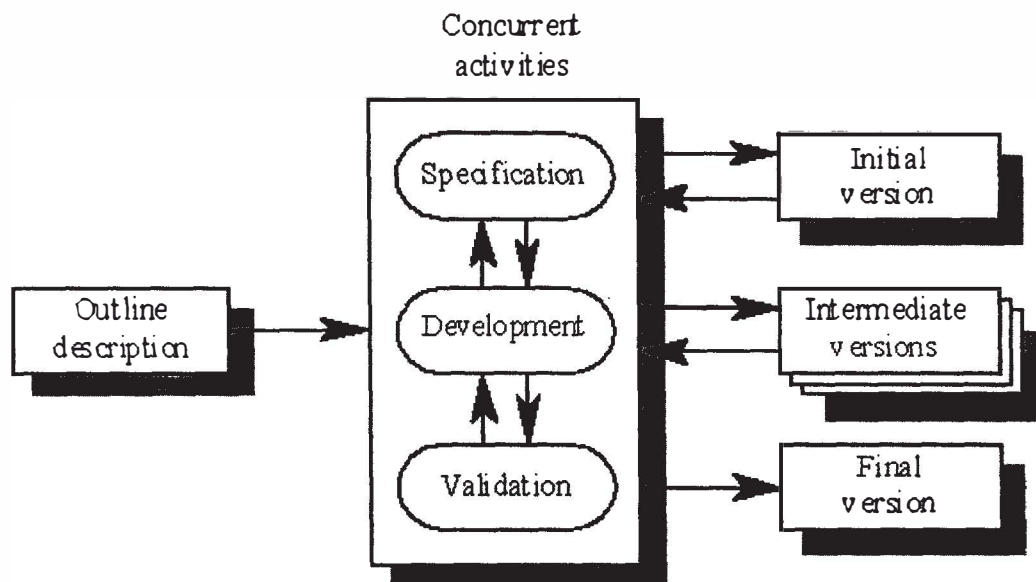 Concurrent
activities
Outline
description
Specification
Development
Validation
Initial
version
Intermediate
versions
Final
version